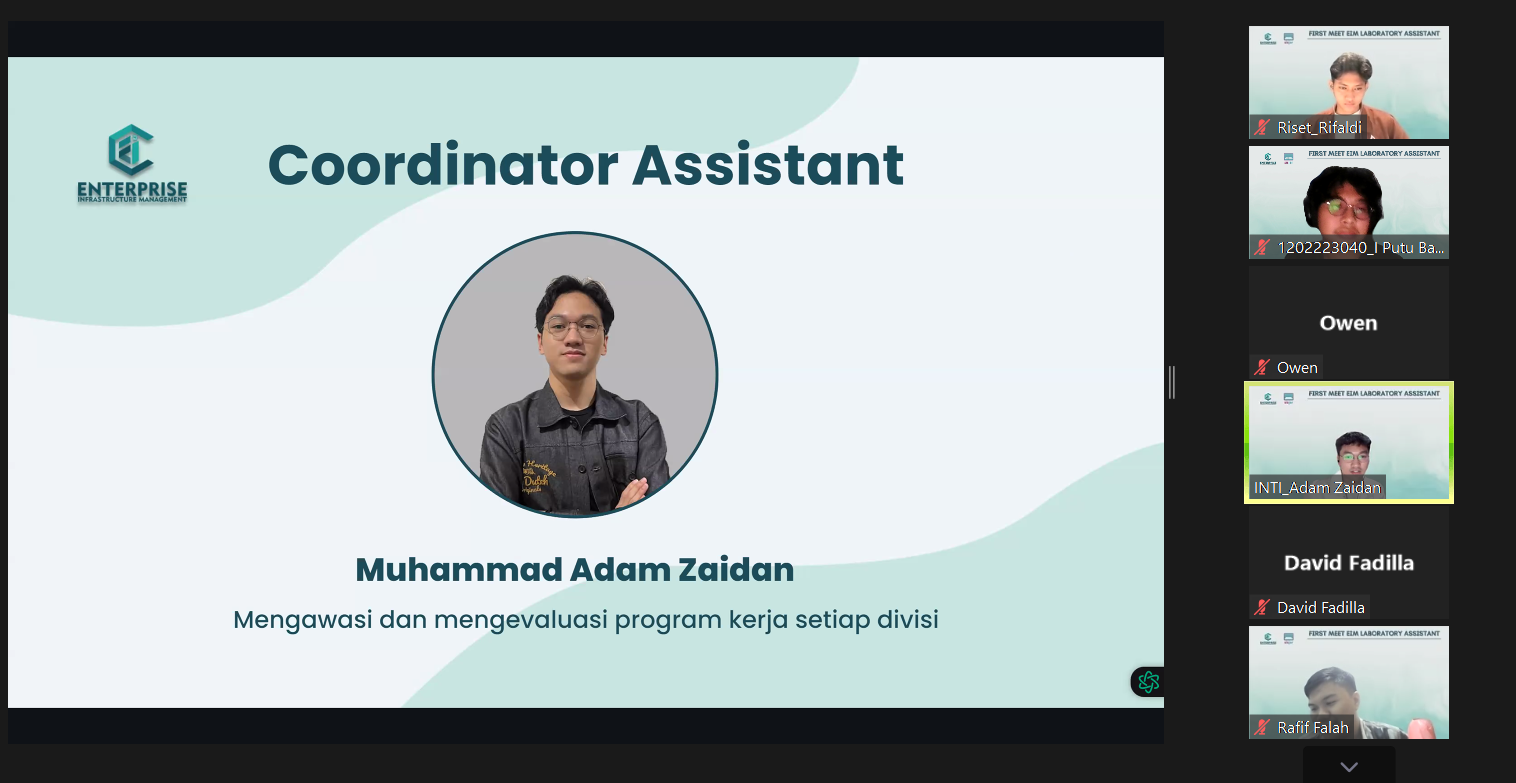 ENTERPRISE
INFRASTRUCTURE MANAGEMENT
Coordinator Assistant
Muhammad Adam Zaidan
Mengawasi dan mengevaluasi program kerja setiap divisi
FIRST MEET EIM LABORATORY ASSISTANT
Riset_Rifaldi
FIRST MEET EIM LABORATORY ASSISTANT
1202223040_I Putu Ba...
Owen
Owen
FIRST MEET EIM LABORATORY ASSISTANT
INTI_Adam Zaidan
David Fadilla
David Fadilla
FIRST MEET EIM LABORATORY ASSISTANT
Rafif Falah